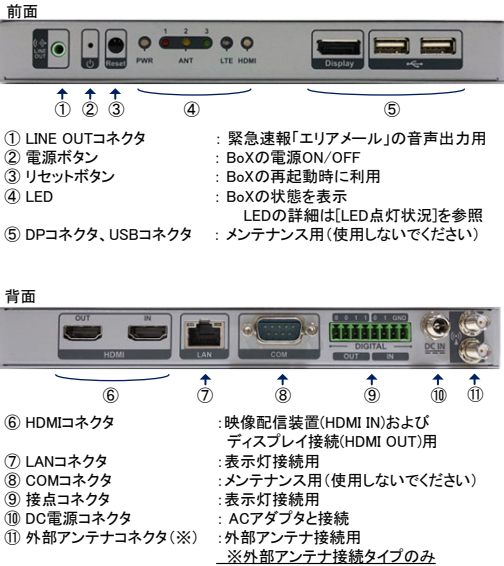 前面
LINE OUT
Reset
1 2 3
PWR ANT LTE HDMI
Display
① ② ③ ④ ⑤
① LINE OUTコネクタ : 緊急速報「エリアメール」の音声出力用
② 電源ボタン : BoXの電源ON/OFF
③ リセットボタン : BoXの再起動時に利用
④ LED : BoXの状態を表示
LEDの詳細は[LED点灯状況]を参照
⑤ DPコネクタ、USBコネクタ : メンテナンス用(使用しないでください)
背面
OUT IN
HDMI
LAN
COM
0 0 1 1 0 1 GND
DIGITAL
OUT IN
DC IN
⑥ ⑦ ⑧ ⑨ ⑩ ⑪
⑥ HDMIコネクタ :映像配信装置(HDMI IN)および
ディスプレイ接続(HDMI OUT)用
⑦ LANコネクタ :表示灯接続用
⑧ COMコネクタ :メンテナンス用(使用しないでください)
⑨ 接点コネクタ :表示灯接続用
⑩ DC電源コネクタ : ACアダプタと接続
⑪ 外部アンテナコネクタ(※) :外部アンテナ接続用
※外部アンテナ接続タイプのみ